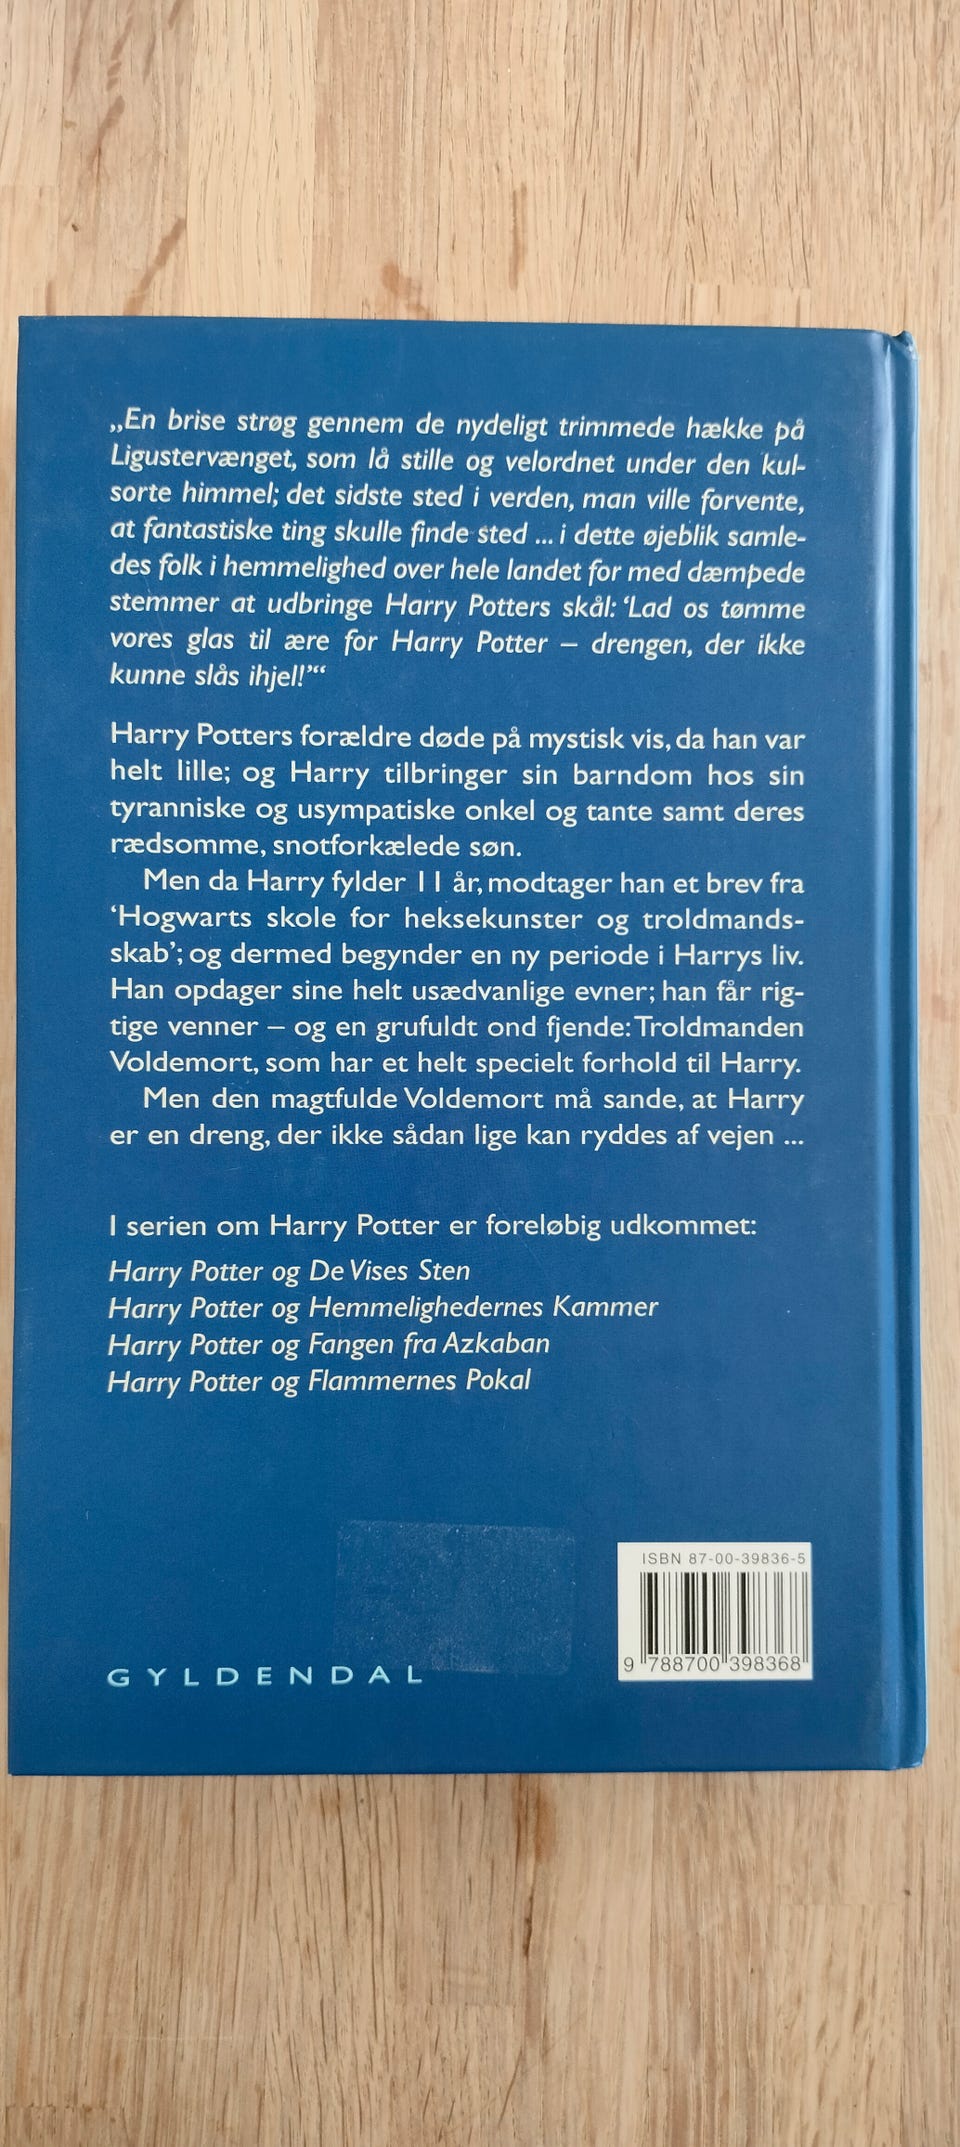 „En brise strøg gennem de nydeligt trimmede hække på
Ligustervænget, som lå stille og velordnet under den kul-
sorte himmel; det sidste sted i verden, man ville forvente,
at fantastiske ting skulle finde sted ... i dette øjeblik samle-
des folk i hemmelighed over hele landet for med dæmpede
stemmer at udbringe Harry Potters skål: ‘Lad os tømme
vores glas til ære for Harry Potter – drengen, der ikke
kunne slås ihjel!’“
Harry Potters forældre døde på mystisk vis, da han var
helt lille; og Harry tilbringer sin barndom hos sin
tyranniske og usympatiske onkel og tante samt deres
rædsomme, snotforkælede søn.
Men da Harry fylder 11 år, modtager han et brev fra
‘Hogwarts skole for heksekunster og troldmands-
skab’; og dermed begynder en ny periode i Harrys liv.
Han opdager sine helt usædvanlige evner; han får rig-
tige venner – og en grufuldt ond fjende: Troldmanden
Voldemort, som har et helt specielt forhold til Harry.
Men den magtfulde Voldemort må sande, at Harry
er en dreng, der ikke sådan lige kan ryddes af vejen ...
I serien om Harry Potter er foreløbig udkommet:
Harry Potter og De Vises Sten
Harry Potter og Hemmelighedernes Kammer
Harry Potter og Fangen fra Azkaban
Harry Potter og Flammernes Pokal
ISBN 87-00-39836-5
9 788700 398368
GYLDENDAL